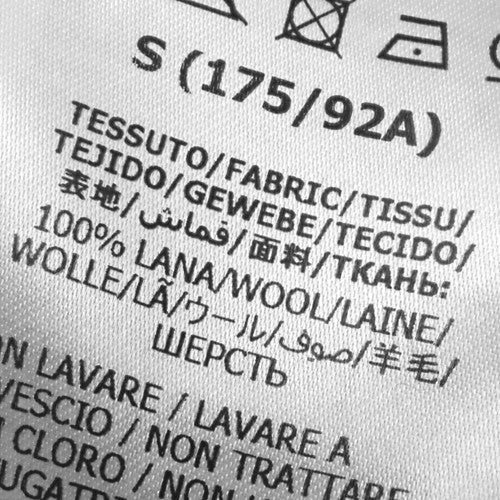 S (175/92A)
TESSUTO/FABRIC/TISSU/
TEJIDO/GEWEBE/TECIDO/
表地/قماش/面料/ТКАНЬ:
100% LANA/WOOL/LAINE/
WOLLE/LÃ/ウール/صوف/羊毛/
ШЕРСТЬ
LAVARE / LAVARE A
/ NON TRATTARE
CLORO / NON